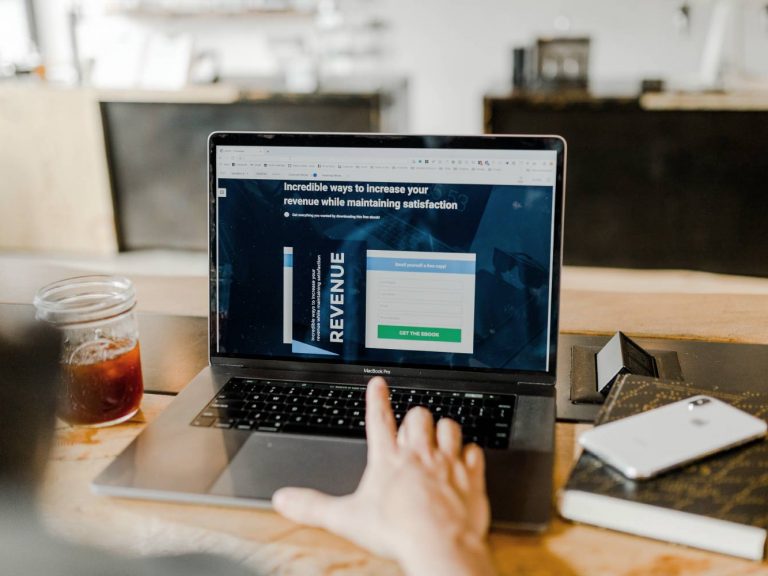 Incredible ways to increase your
revenue while maintaining satisfaction
Get everything you wanted by downloading this free ebook!
Incredible ways to increase your
revenue while maintaining satisfaction
REVENUE
Send yourself a free copy!
GET THE EBOOK
MacBook Pro